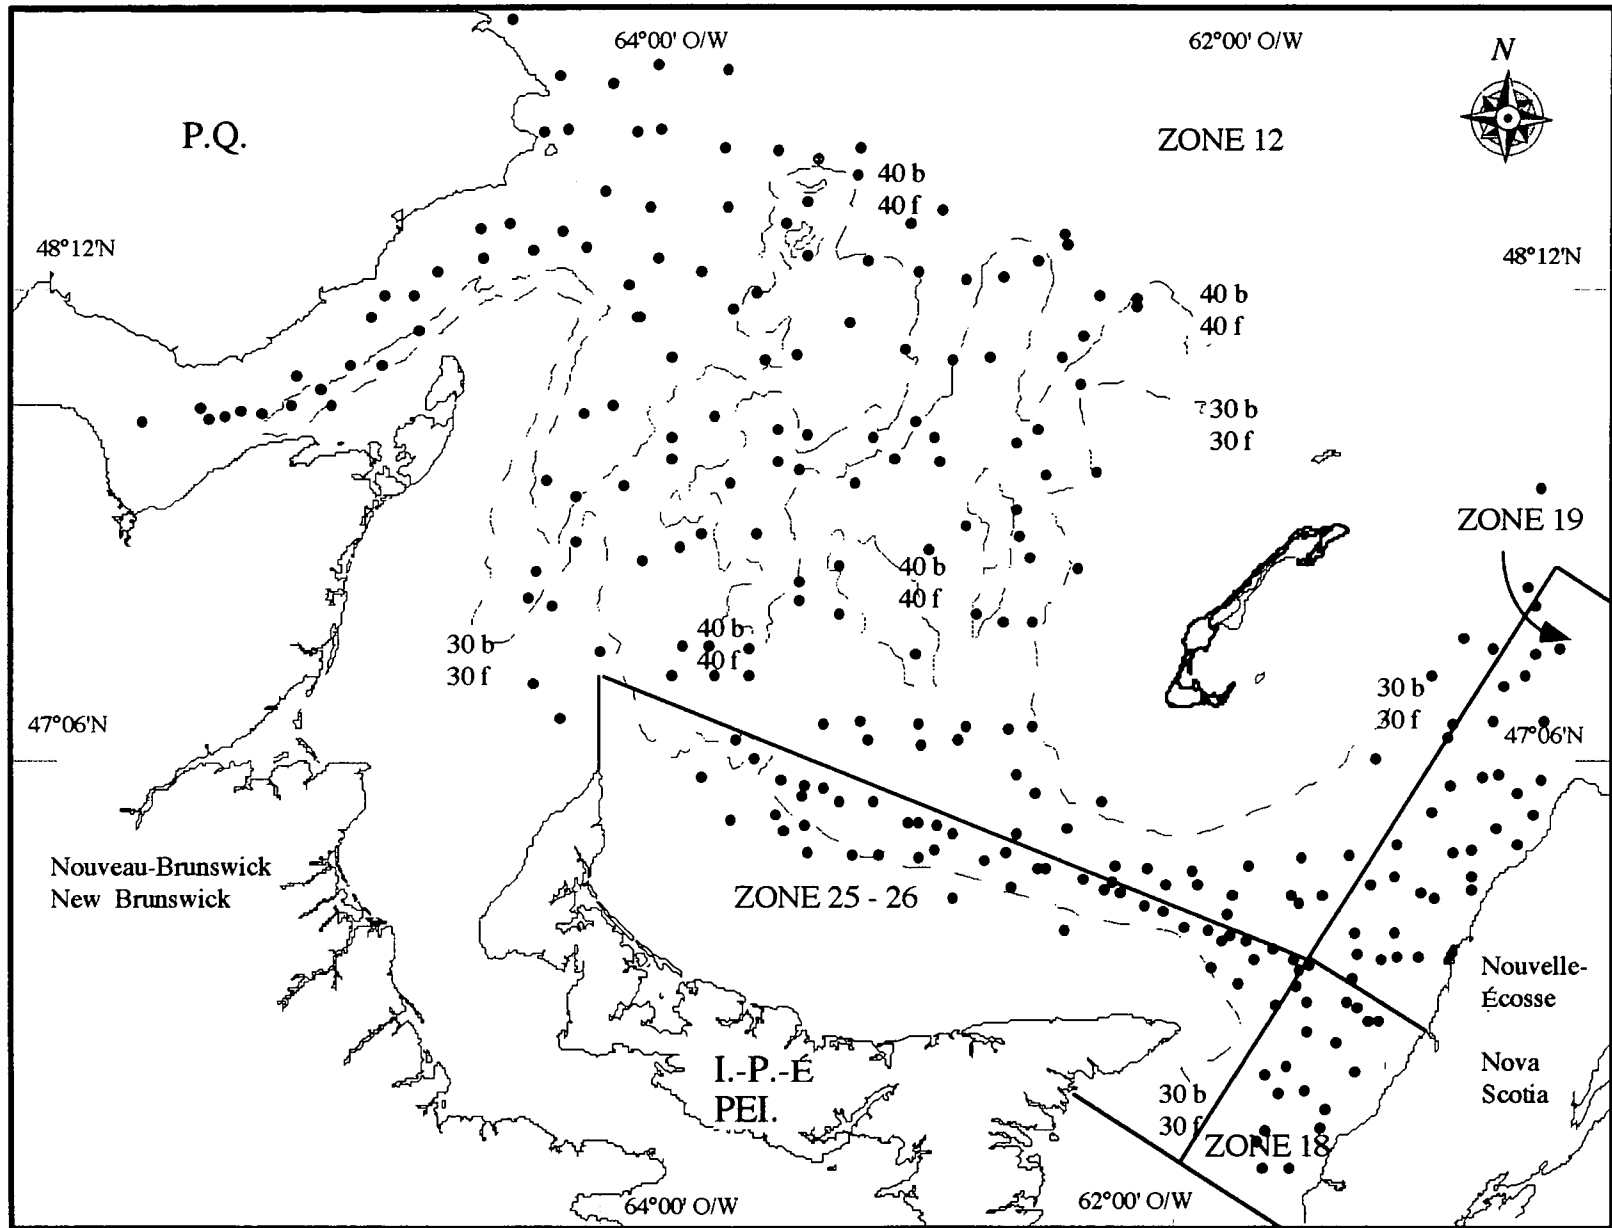 64°00' O/W
62°00' O/W
N
P.Q.
ZONE 12
40 b
40 f
48°12'N
48°12'N
40 b
40 f
?30 b
30 f
ZONE 19
40 b
40 f
40 b
40 f
30 b
30 f
30 b
30 f
47°06'N
47°06'N
Nouveau-Brunswick
New Brunswick
ZONE 25 - 26
Nouvelle-
Écosse
Nova
Scotia
I.-P.-É
PEI.
30 b
30 f
ZONE 18
64°00' O/W
62°00' O/W